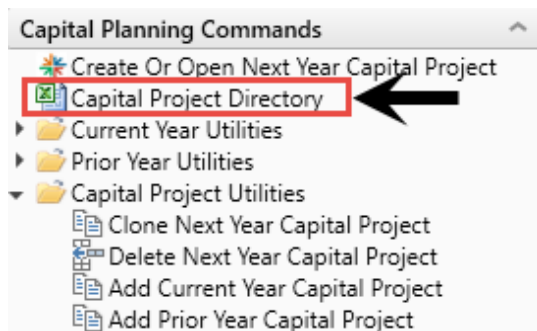 Capital Planning Commands
Create Or Open Next Year Capital Project
Capital Project Directory
Current Year Utilities
Prior Year Utilities
Capital Project Utilities
Clone Next Year Capital Project
Delete Next Year Capital Project
Add Current Year Capital Project
Add Prior Year Capital Project